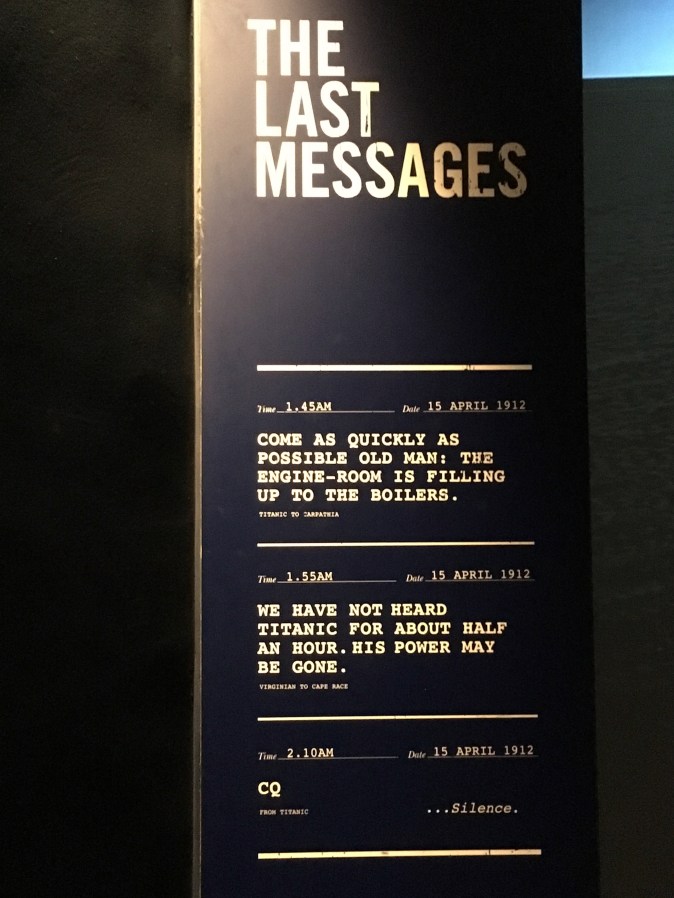 THE
LAST
MESSAGES
Time 1.45AM Date 15 APRIL 1912
COME AS QUICKLY AS
POSSIBLE OLD MAN: THE
ENGINE-ROOM IS FILLING
UP TO THE BOILERS.
TITANIC TO CARPATHIA
Time 1.55AM Date 15 APRIL 1912
WE HAVE NOT HEARD
TITANIC FOR ABOUT HALF
AN HOUR. HIS POWER MAY
BE GONE.
VIRGINIAN TO CAPE RACE
Time 2.10AM Date 15 APRIL 1912
CQ
FROM TITANIC ...Silence.